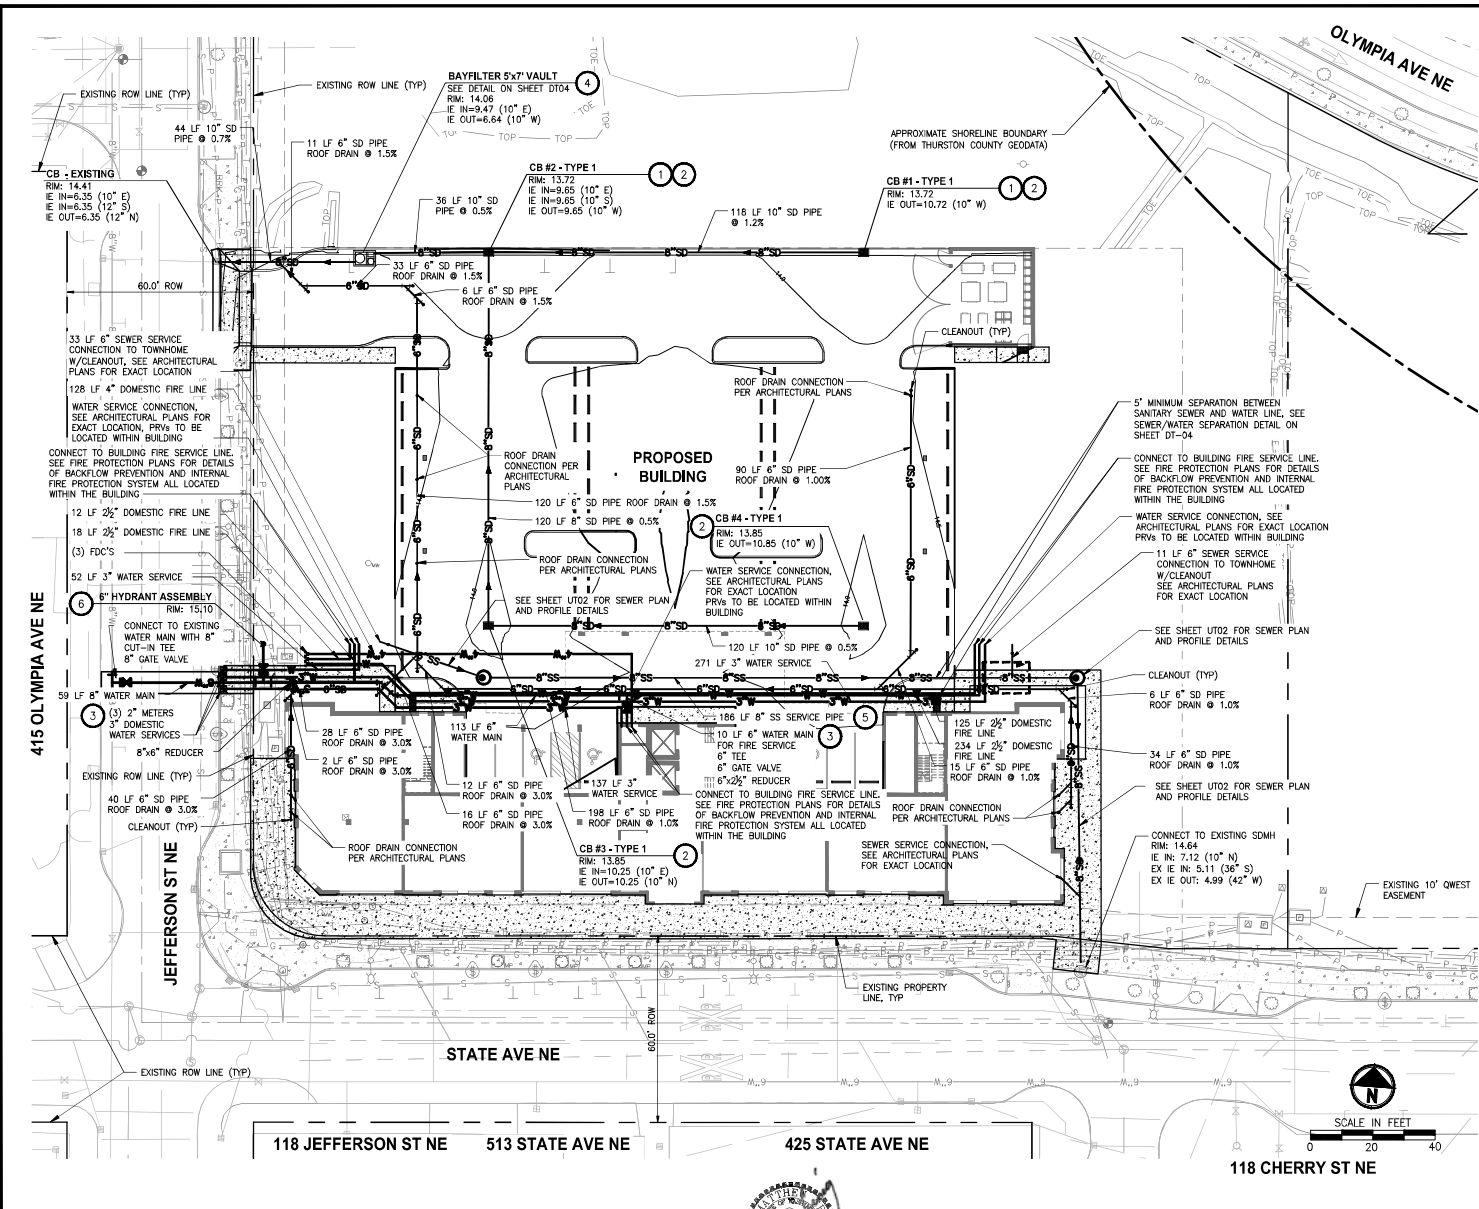 OLYMPIA AVE NE
BAYFILTER 5'x7' VAULT
SEE DETAIL ON SHEET DT04
RIM: 14.06
IE IN=9.47 (10" E)
IE OUT=6.64 (10" W)
4
EXISTING ROW LINE (TYP)
EXISTING ROW LINE (TYP)
44 LF 10" SD
PIPE @ 0.7%
11 LF 6" SD PIPE
ROOF DRAIN @ 1.5%
APPROXIMATE SHORELINE BOUNDARY
(FROM THURSTON COUNTY GEODATA)
CB - EXISTING
RIM: 14.41
IE IN=6.35 (10" E)
IE IN=6.35 (12" S)
IE OUT=6.35 (12" N)
CB #2 - TYPE 1
RIM: 13.72
IE IN=9.65 (10" E)
IE IN=9.65 (10" S)
IE OUT=9.65 (10" W)
1 2
CB #1 - TYPE 1
RIM: 13.72
IE OUT=10.72 (10" W)
1 2
36 LF 10" SD
PIPE @ 0.5%
118 LF 10" SD PIPE
@ 1.2%
33 LF 6" SD PIPE
ROOF DRAIN @ 1.5%
6 LF 6" SD PIPE
ROOF DRAIN @ 1.5%
60.0' ROW
CLEANOUT (TYP)
33 LF 6" SEWER SERVICE
CONNECTION TO TOWNHOME
W/CLEANOUT, SEE ARCHITECTURAL
PLANS FOR EXACT LOCATION
128 LF 4" DOMESTIC FIRE LINE
WATER SERVICE CONNECTION,
SEE ARCHITECTURAL PLANS FOR
EXACT LOCATION, PRVs TO BE
LOCATED WITHIN BUILDING
CONNECT TO BUILDING FIRE SERVICE LINE.
SEE FIRE PROTECTION PLANS FOR DETAILS
OF BACKFLOW PREVENTION AND INTERNAL
FIRE PROTECTION SYSTEM ALL LOCATED
WITHIN THE BUILDING
12 LF 2½" DOMESTIC FIRE LINE
18 LF 2½" DOMESTIC FIRE LINE
(3) FDC'S
52 LF 3" WATER SERVICE
6
6" HYDRANT ASSEMBLY
RIM: 15.10
CONNECT TO EXISTING
WATER MAIN WITH 8"
CUT-IN TEE
8" GATE VALVE
59 LF 8" WATER MAIN
3
(3) 2" METERS
3" DOMESTIC
WATER SERVICES
8"x6" REDUCER
EXISTING ROW LINE (TYP)
40 LF 6" SD PIPE
ROOF DRAIN @ 3.0%
CLEANOUT (TYP)
415 OLYMPIA AVE NE
JEFFERSON ST NE
ROOF DRAIN CONNECTION
PER ARCHITECTURAL PLANS
ROOF DRAIN
CONNECTION PER
ARCHITECTURAL
PLANS
PROPOSED
BUILDING
90 LF 6" SD PIPE
ROOF DRAIN @ 1.00%
120 LF 6" SD PIPE ROOF DRAIN @ 1.5%
120 LF 8" SD PIPE @ 0.5%
2
CB #4 - TYPE 1
RIM: 13.85
IE OUT=10.85 (10" W)
ROOF DRAIN CONNECTION
PER ARCHITECTURAL PLANS
WATER SERVICE CONNECTION,
SEE ARCHITECTURAL PLANS
FOR EXACT LOCATION
PRVs TO BE LOCATED WITHIN
BUILDING
SEE SHEET UT02 FOR SEWER PLAN
AND PROFILE DETAILS
120 LF 10" SD PIPE @ 0.5%
271 LF 3" WATER SERVICE
186 LF 8" SS SERVICE PIPE
5
113 LF 6"
WATER MAIN
10 LF 6" WATER MAIN
FOR FIRE SERVICE
6" TEE
6" GATE VALVE
6"x2½" REDUCER
3
28 LF 6" SD PIPE
ROOF DRAIN @ 3.0%
2 LF 6" SD PIPE
ROOF DRAIN @ 3.0%
12 LF 6" SD PIPE
ROOF DRAIN @ 3.0%
16 LF 6" SD PIPE
ROOF DRAIN @ 3.0%
137 LF 3"
WATER SERVICE
198 LF 6" SD PIPE
ROOF DRAIN @ 1.0%
CONNECT TO BUILDING FIRE SERVICE LINE.
SEE FIRE PROTECTION PLANS FOR DETAILS
OF BACKFLOW PREVENTION AND INTERNAL
FIRE PROTECTION SYSTEM ALL LOCATED
WITHIN THE BUILDING
ROOF DRAIN CONNECTION
PER ARCHITECTURAL PLANS
CB #3 - TYPE 1
RIM: 13.85
IE IN=10.25 (10" E)
IE OUT=10.25 (10" N)
2
125 LF 2½" DOMESTIC
FIRE LINE
234 LF 2½" DOMESTIC
FIRE LINE
15 LF 6" SD PIPE
ROOF DRAIN @ 1.0%
ROOF DRAIN CONNECTION
PER ARCHITECTURAL PLANS
SEWER SERVICE CONNECTION,
SEE ARCHITECTURAL PLANS
FOR EXACT LOCATION
5' MINIMUM SEPARATION BETWEEN
SANITARY SEWER AND WATER LINE, SEE
SEWER/WATER SEPARATION DETAIL ON
SHEET DT-04
CONNECT TO BUILDING FIRE SERVICE LINE.
SEE FIRE PROTECTION PLANS FOR DETAILS
OF BACKFLOW PREVENTION AND INTERNAL
FIRE PROTECTION SYSTEM ALL LOCATED
WITHIN THE BUILDING
WATER SERVICE CONNECTION, SEE
ARCHITECTURAL PLANS FOR EXACT LOCATION
PRVs TO BE LOCATED WITHIN BUILDING
11 LF 6" SEWER SERVICE
CONNECTION TO TOWNHOME
W/CLEANOUT
SEE ARCHITECTURAL PLANS
FOR EXACT LOCATION
SEE SHEET UT02 FOR SEWER PLAN
AND PROFILE DETAILS
CLEANOUT (TYP)
6 LF 6" SD PIPE
ROOF DRAIN @ 1.0%
34 LF 6" SD PIPE
ROOF DRAIN @ 1.0%
SEE SHEET UT02 FOR SEWER PLAN
AND PROFILE DETAILS
CONNECT TO EXISTING SDMH
RIM: 14.64
IE IN: 7.12 (10" N)
EX IE IN: 5.11 (36" S)
EX IE OUT: 4.99 (42" W)
EXISTING 10' QWEST
EASEMENT
EXISTING PROPERTY
LINE, TYP
60.0' ROW
STATE AVE NE
EXISTING ROW LINE (TYP)
118 JEFFERSON ST NE
513 STATE AVE NE
425 STATE AVE NE
N
SCALE IN FEET
0 20 40
118 CHERRY ST NE